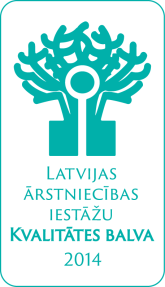 LATVIJAS
ĀRSTNIECĪBAS
IESTĀŽU
KVALITĀTES BALVA
2014